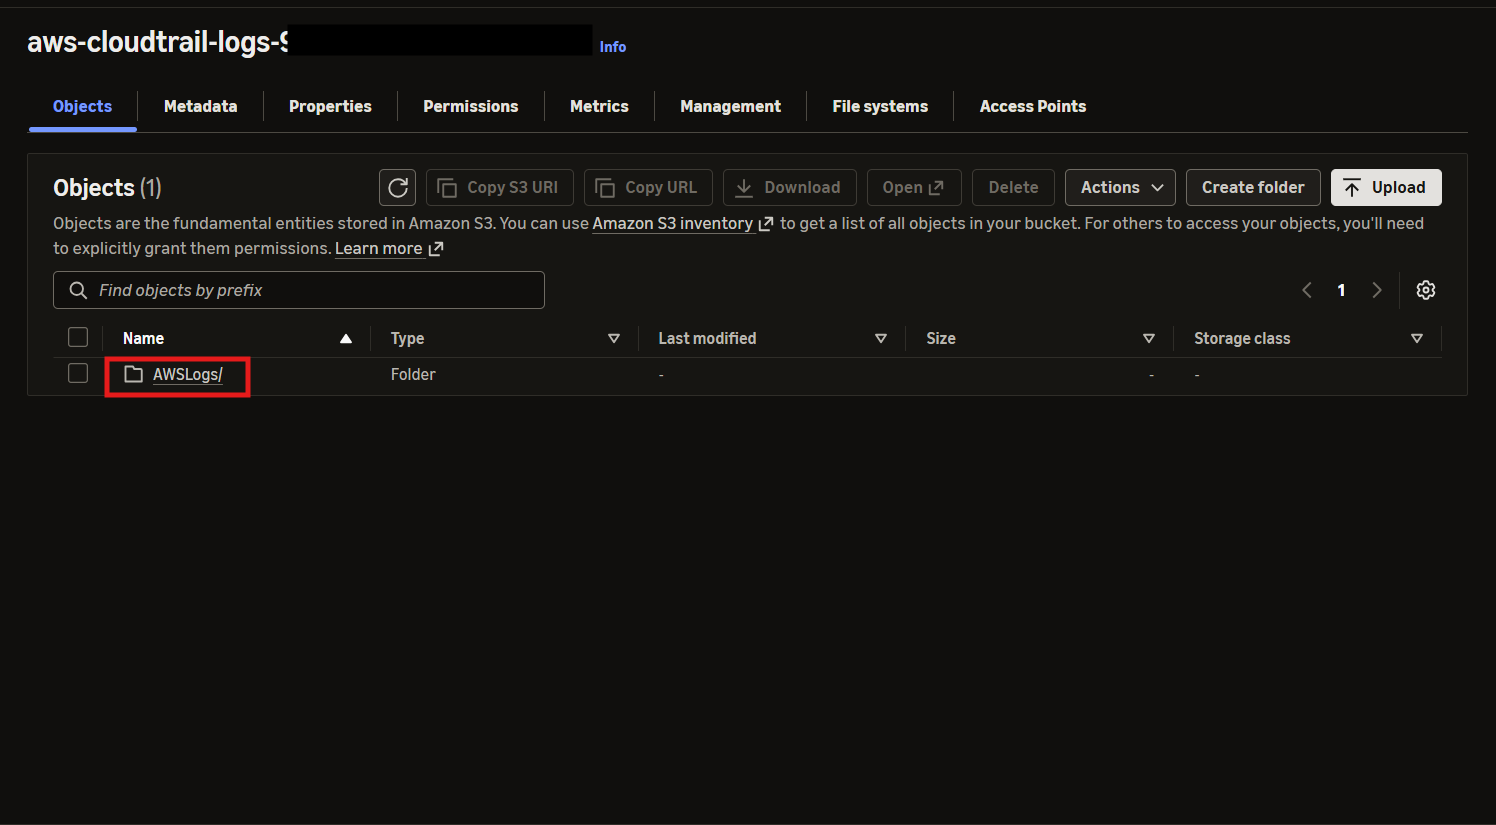 aws-cloudtrail-logs-9
Info
Objects
Metadata
Properties
Permissions
Metrics
Management
File systems
Access Points
Objects (1)
Copy S3 URI
Copy URL
Download
Open
Delete
Actions
Create folder
Upload
Objects are the fundamental entities stored in Amazon S3. You can use Amazon S3 inventory to get a list of all objects in your bucket. For others to access your objects, you'll need
to explicitly grant them permissions. Learn more
Find objects by prefix
1
Name
Type
Last modified
Size
Storage class
AWSLogs/
Folder
-
-
-